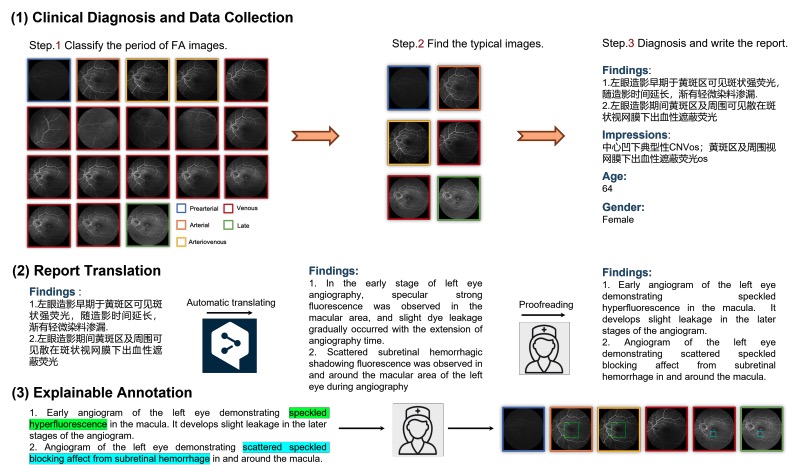 (1) Clinical Diagnosis and Data Collection
Step.1 Classify the period of FA images.
Prearterial
Venous
Arterial
Late
Arteriovenous
Step.2 Find the typical images.
Step.3 Diagnosis and write the report.
Findings:
1.左眼造影早期于黄斑区可见斑状强荧光，
随造影时间延长，渐有轻微染料渗漏.
2.左眼造影期间黄斑区及周围可见散在斑
状视网膜下出血性遮蔽荧光
Impressions:
中心凹下典型性CNVos；黄斑区及周围视
网膜下出血性遮蔽荧光os
Age:
64
Gender:
Female
(2) Report Translation
Findings :
1.左眼造影早期于黄斑区可见斑
状强荧光，随造影时间延长，
渐有轻微染料渗漏.
2.左眼造影期间黄斑区及周围可
见散在斑状视网膜下出血性遮
蔽荧光
Automatic translating
Findings:
1. In the early stage of left eye
angiography, specular strong
fluorescence was observed in the
macular area, and slight dye leakage
gradually occurred with the extension of
angiography time.
2. Scattered subretinal hemorrhagic
shadowing fluorescence was observed in
and around the macular area of the left
eye during angiography
Proofreading
Findings:
1. Early angiogram of the left eye
demonstrating speckled
hyperfluorescence in the macula. It
develops slight leakage in the later
stages of the angiogram.
2. Angiogram of the left eye
demonstrating scattered speckled
blocking affect from subretinal
hemorrhage in and around the macula.
(3) Explainable Annotation
1. Early angiogram of the left eye demonstrating speckled
hyperfluorescence in the macula. It develops slight leakage in the later
stages of the angiogram.
2. Angiogram of the left eye demonstrating scattered speckled
blocking affect from subretinal hemorrhage in and around the macula.